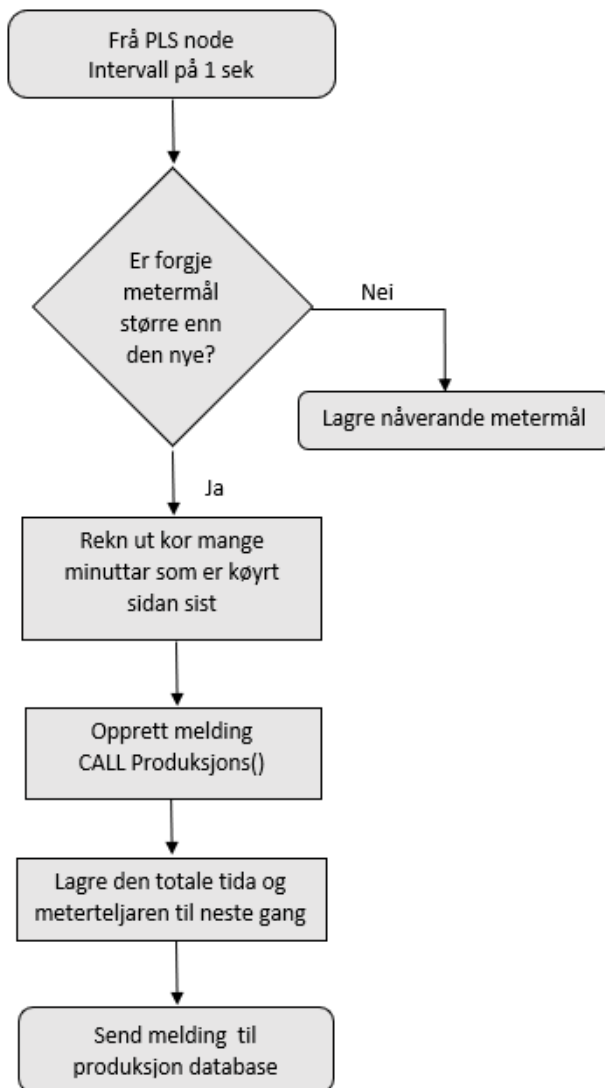 Frå PLS node
Intervall på 1 sek
Er forgje
metermål
større enn
den nye?
Nei
Lagre nåverande metermål
Ja
Rekn ut kor mange
minuttar som er køyrt
sidan sist
Opprett melding
CALL Produksjons()
Lagre den totale tida og
meterteljaren til neste gang
Send melding til
produksjon database